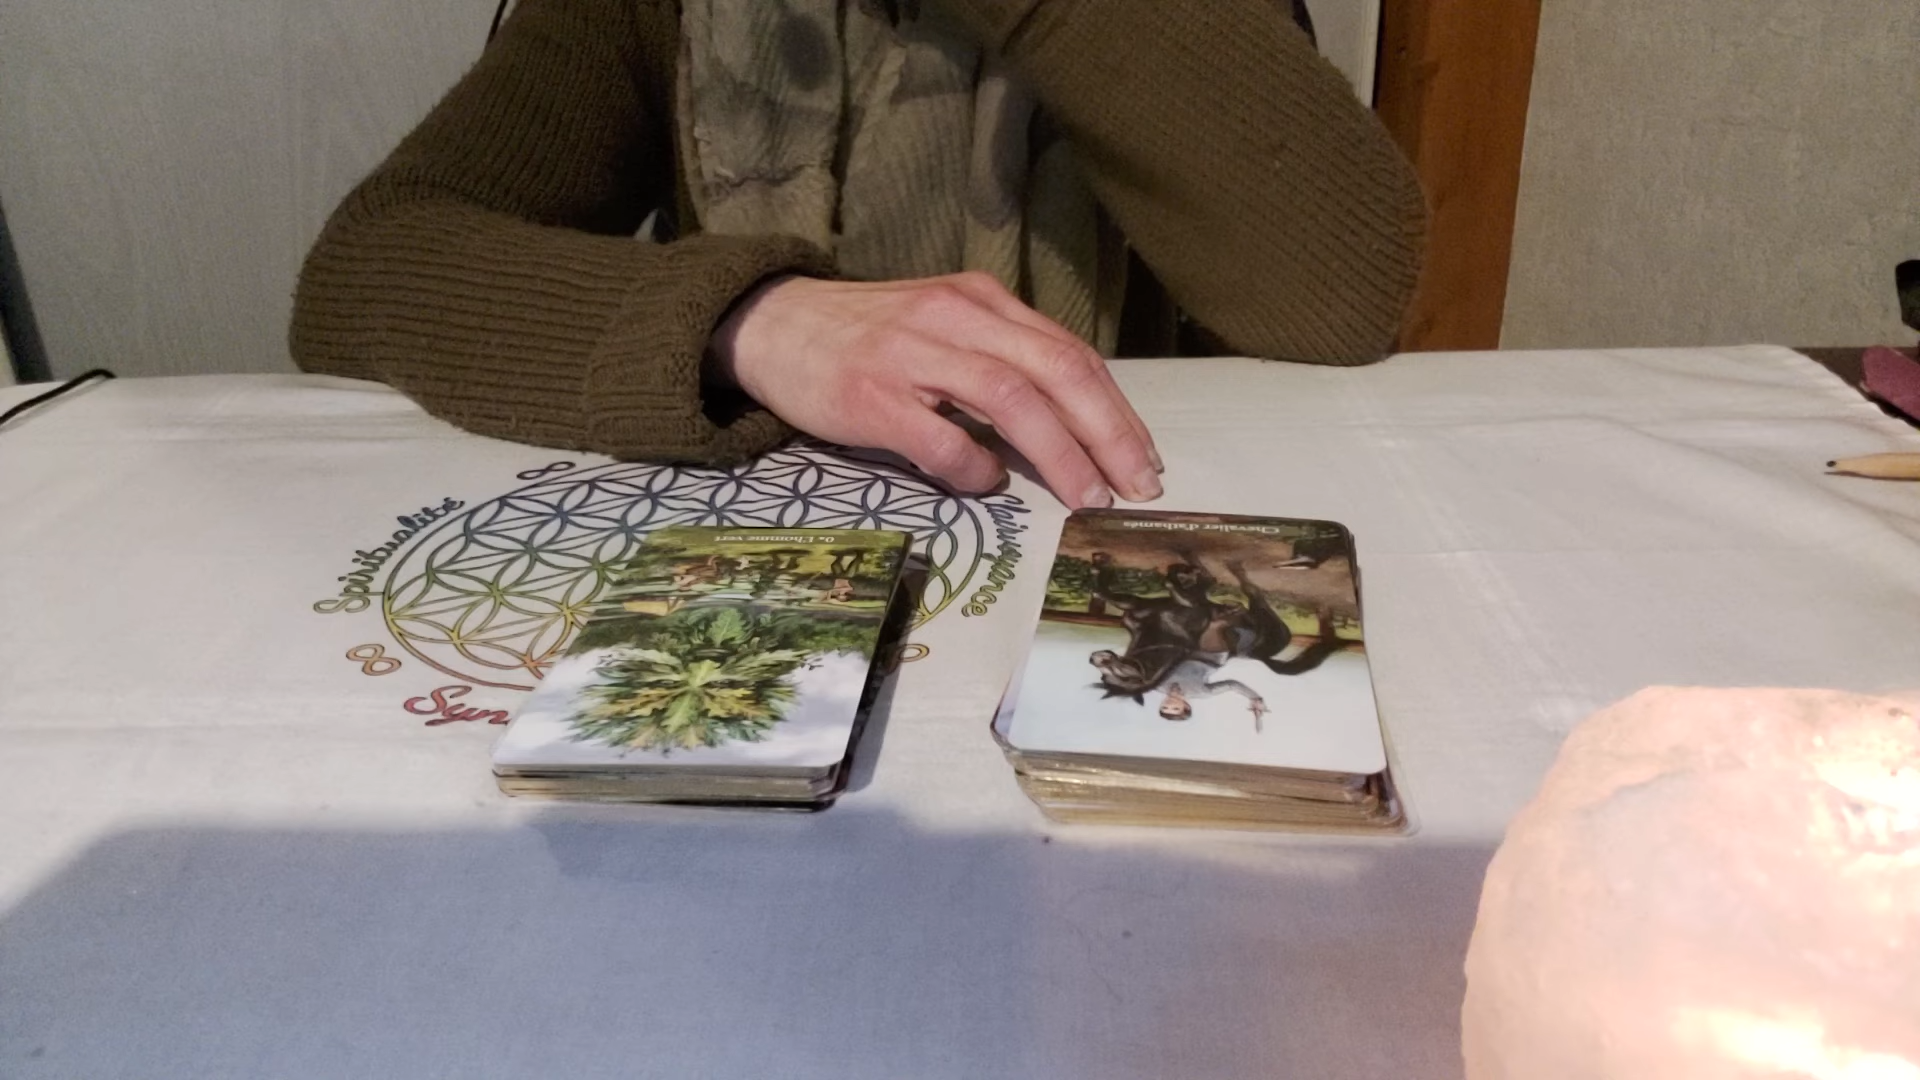 Spiritualité
Clairvoyance
0. L'homme vert
Chevalier d'athamés
Syn